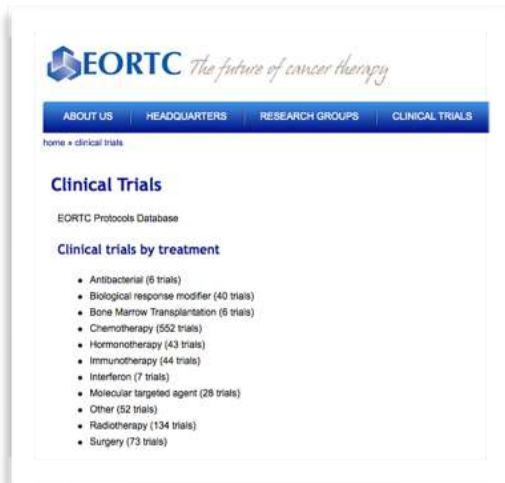 EORTC The future of cancer therapy
ABOUT US HEADQUARTERS RESEARCH GROUPS CLINICAL TRIALS
home » clinical trials
Clinical Trials
EORTC Protocols Database
Clinical trials by treatment
• Antibacterial (6 trials)
• Biological response modifier (40 trials)
• Bone Marrow Transplantation (6 trials)
• Chemotherapy (552 trials)
• Hormonotherapy (43 trials)
• Immunotherapy (44 trials)
• Interferon (7 trials)
• Molecular targeted agent (28 trials)
• Other (52 trials)
• Radiotherapy (134 trials)
• Surgery (73 trials)